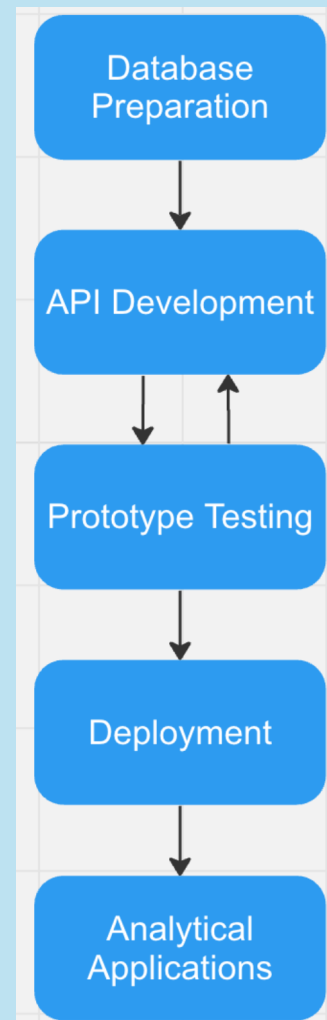 Database
Preparation
API Development
Prototype Testing
Deployment
Analytical
Applications